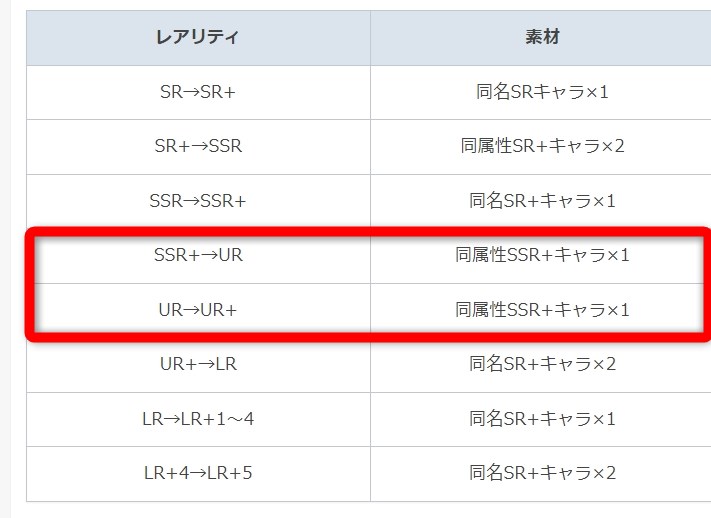 レアリティ 素材
SR→SR+ 同名SRキャラ×1
SR+→SSR 同属性SR+キャラ×2
SSR→SSR+ 同名SR+キャラ×1
SSR+→UR 同属性SSR+キャラ×1
UR→UR+ 同属性SSR+キャラ×1
UR+→LR 同名SR+キャラ×2
LR→LR+1～4 同名SR+キャラ×1
LR+4→LR+5 同名SR+キャラ×2